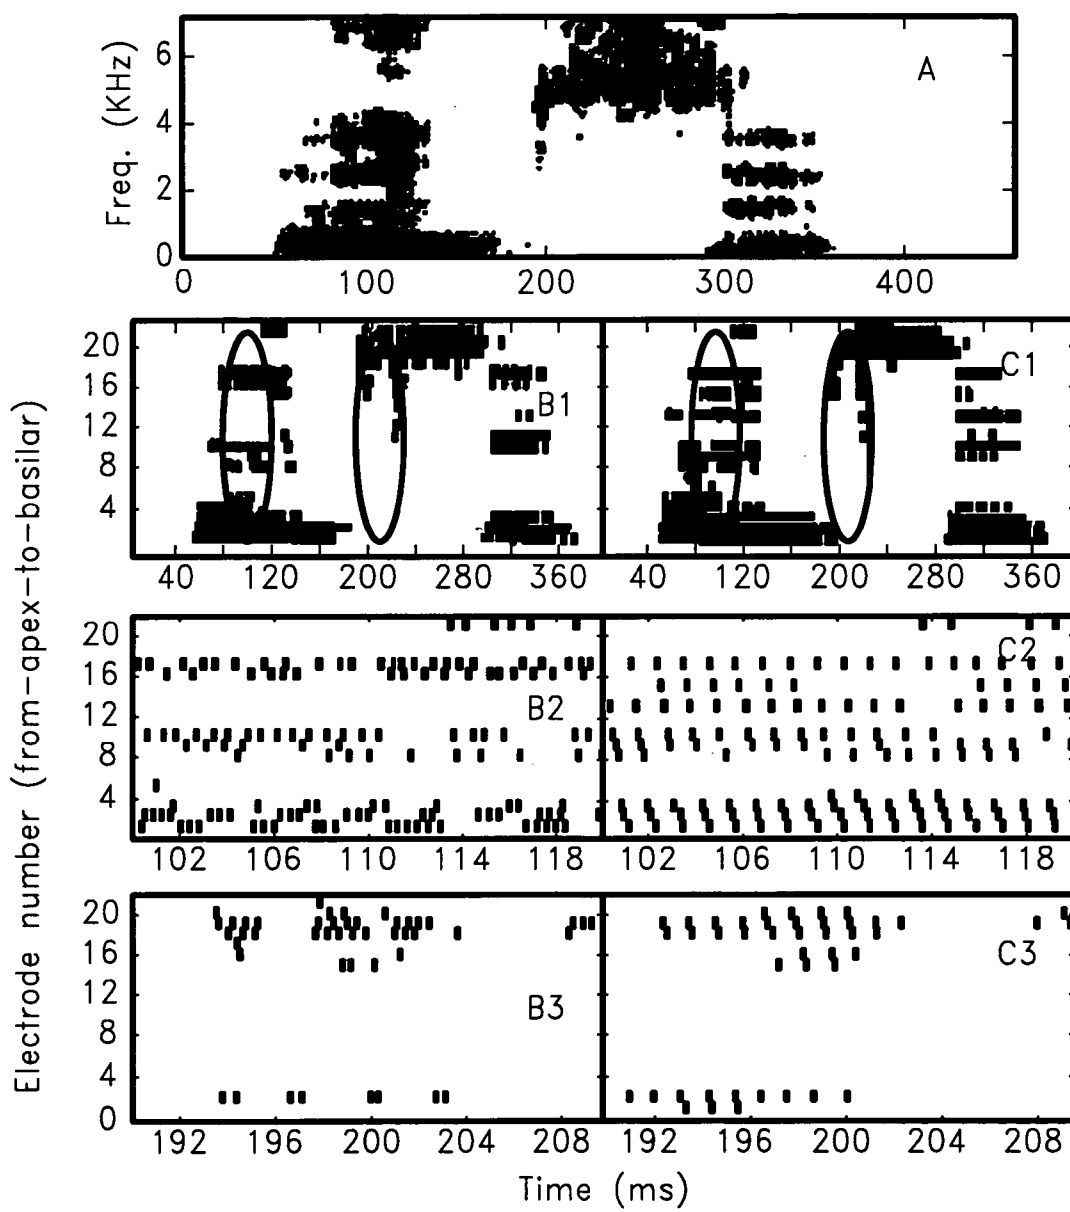 Freq. (KHz)
6
4
2
0
A
0 100 200 300 400
Electrode number (from-apex-to-basilar)
20
16
12
8
4
B1
C1
40 120 200 280 360 40 120 200 280 360
20
16
12
8
4
B2
C2
102 106 110 114 118 102 106 110 114 118
20
16
12
8
4
0
B3
C3
192 196 200 204 208 192 196 200 204 208
Time (ms)